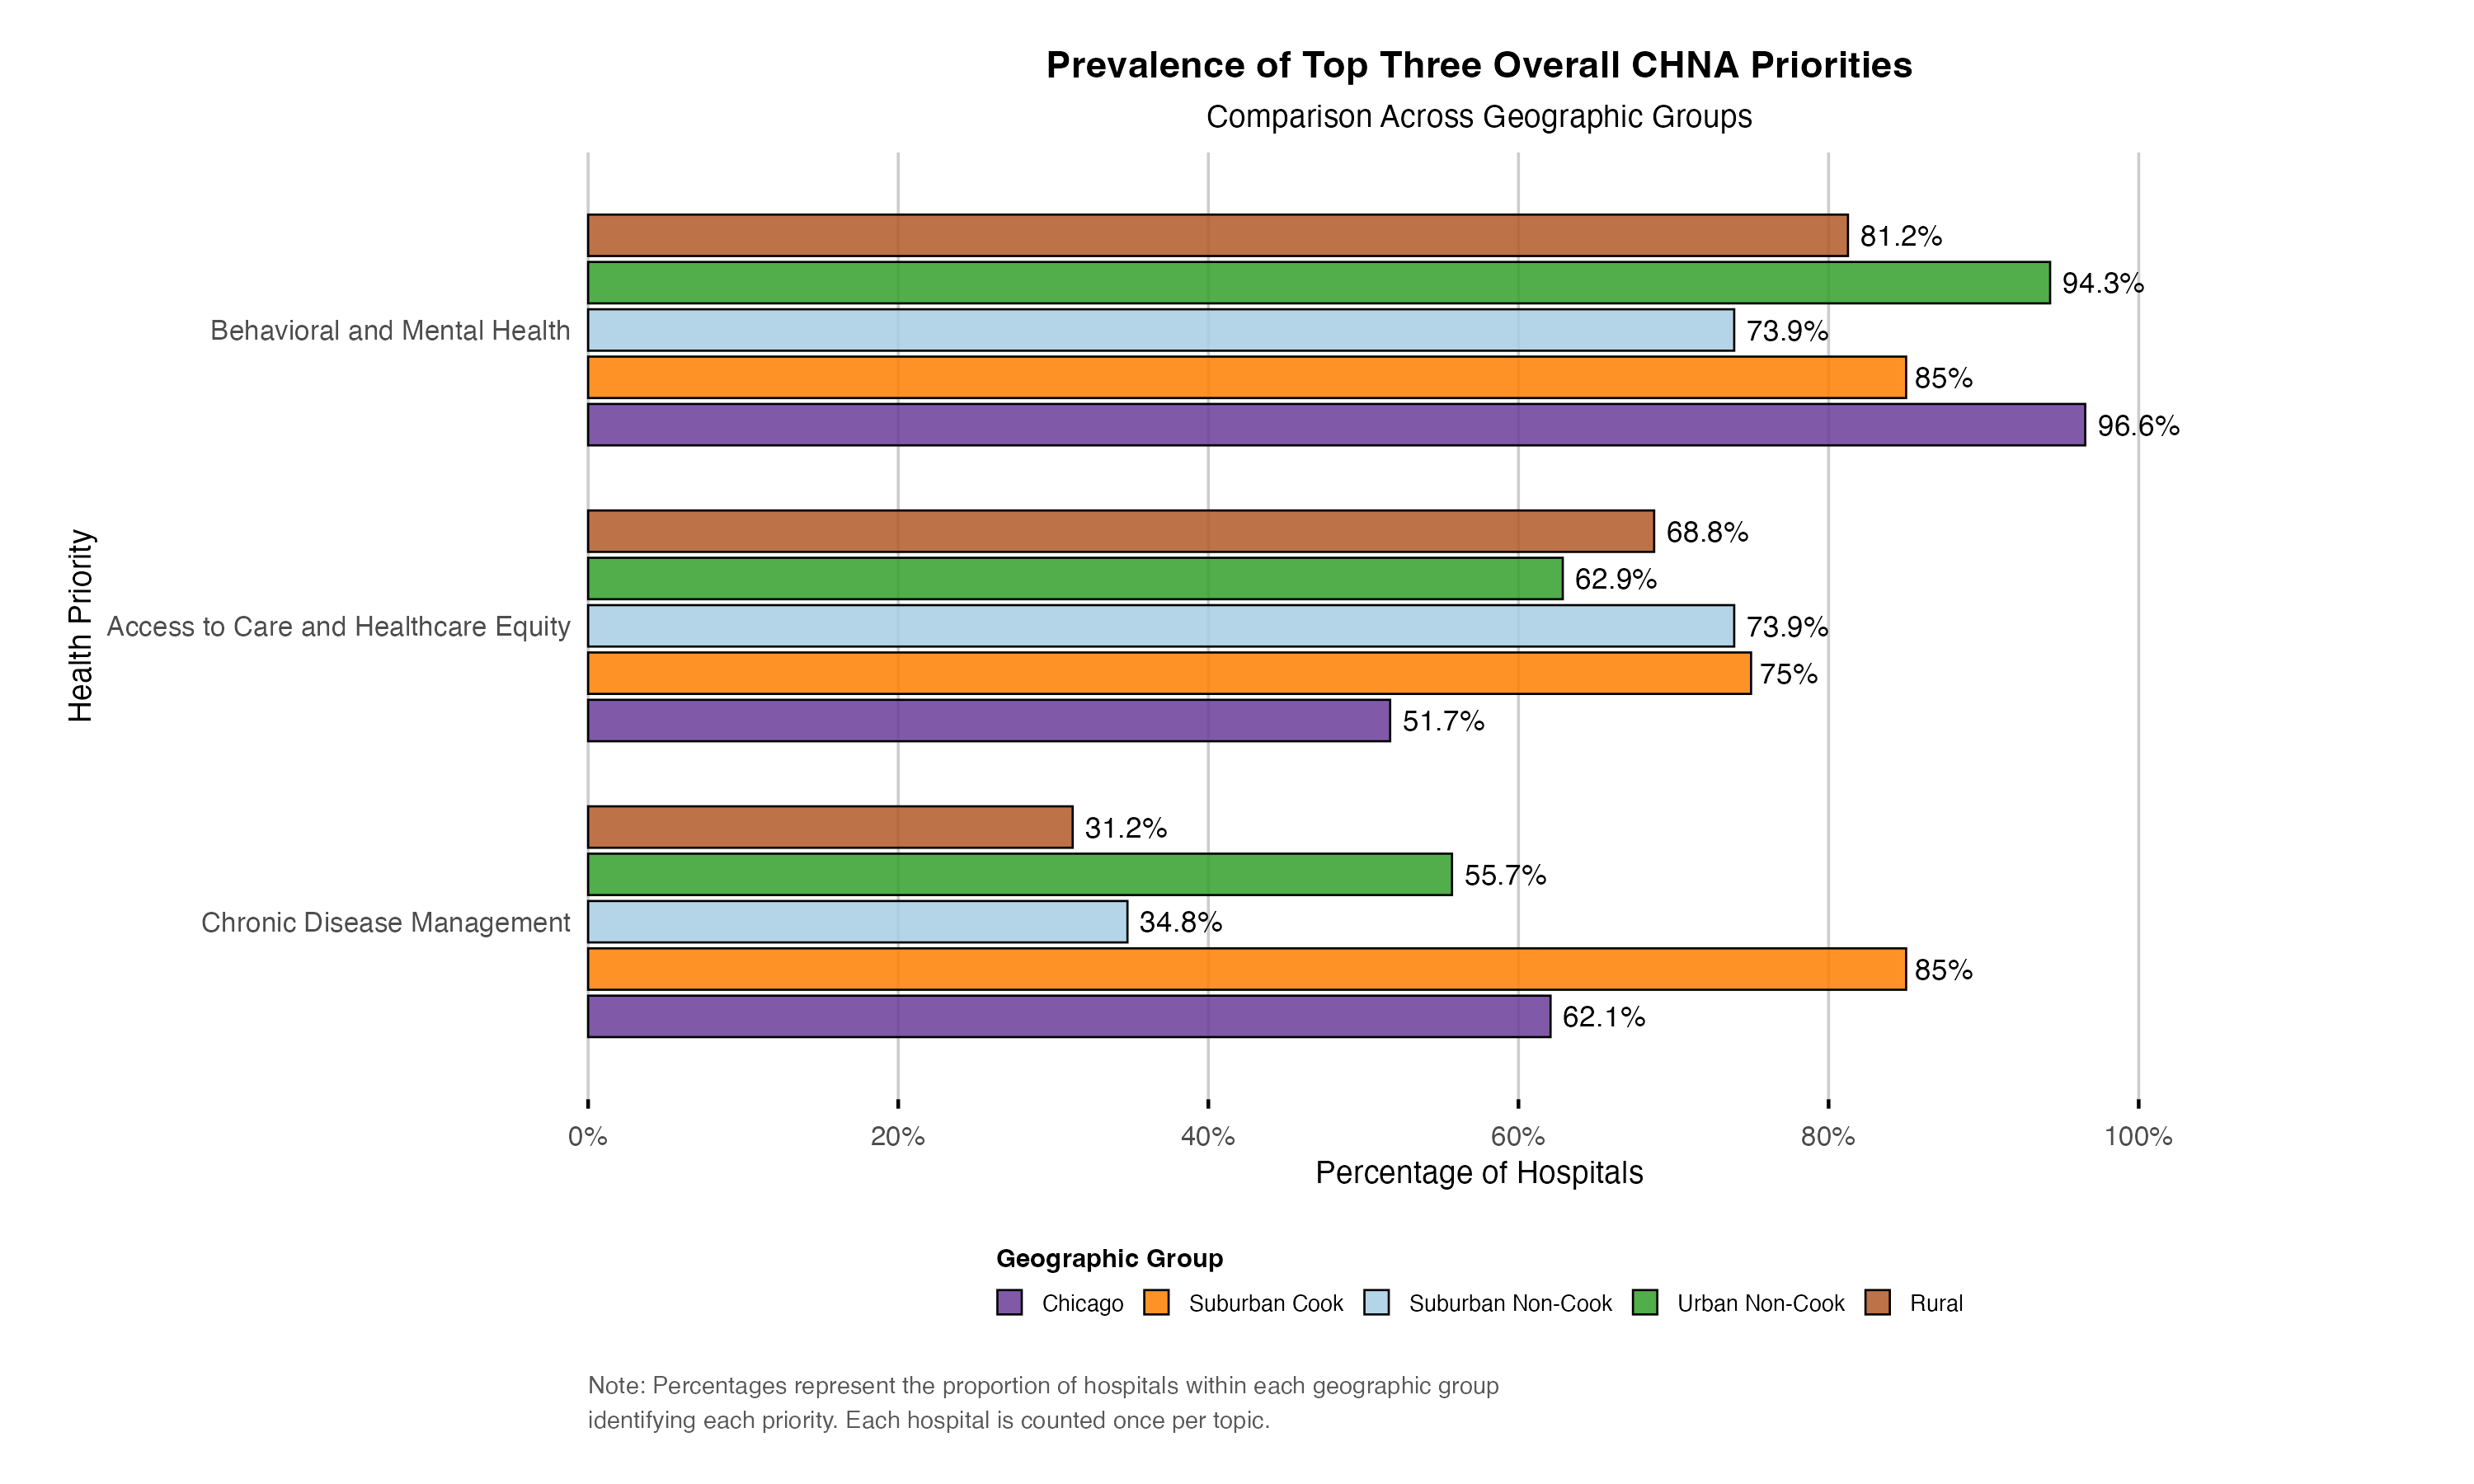 Prevalence of Top Three Overall CHNA Priorities
Comparison Across Geographic Groups
Health Priority
Behavioral and Mental Health
81.2%
94.3%
73.9%
85%
96.6%
Access to Care and Healthcare Equity
68.8%
62.9%
73.9%
75%
51.7%
Chronic Disease Management
31.2%
55.7%
34.8%
85%
62.1%
0% 20% 40% 60% 80% 100%
Percentage of Hospitals
Geographic Group
Chicago Suburban Cook Suburban Non-Cook Urban Non-Cook Rural
Note: Percentages represent the proportion of hospitals within each geographic group
identifying each priority. Each hospital is counted once per topic.